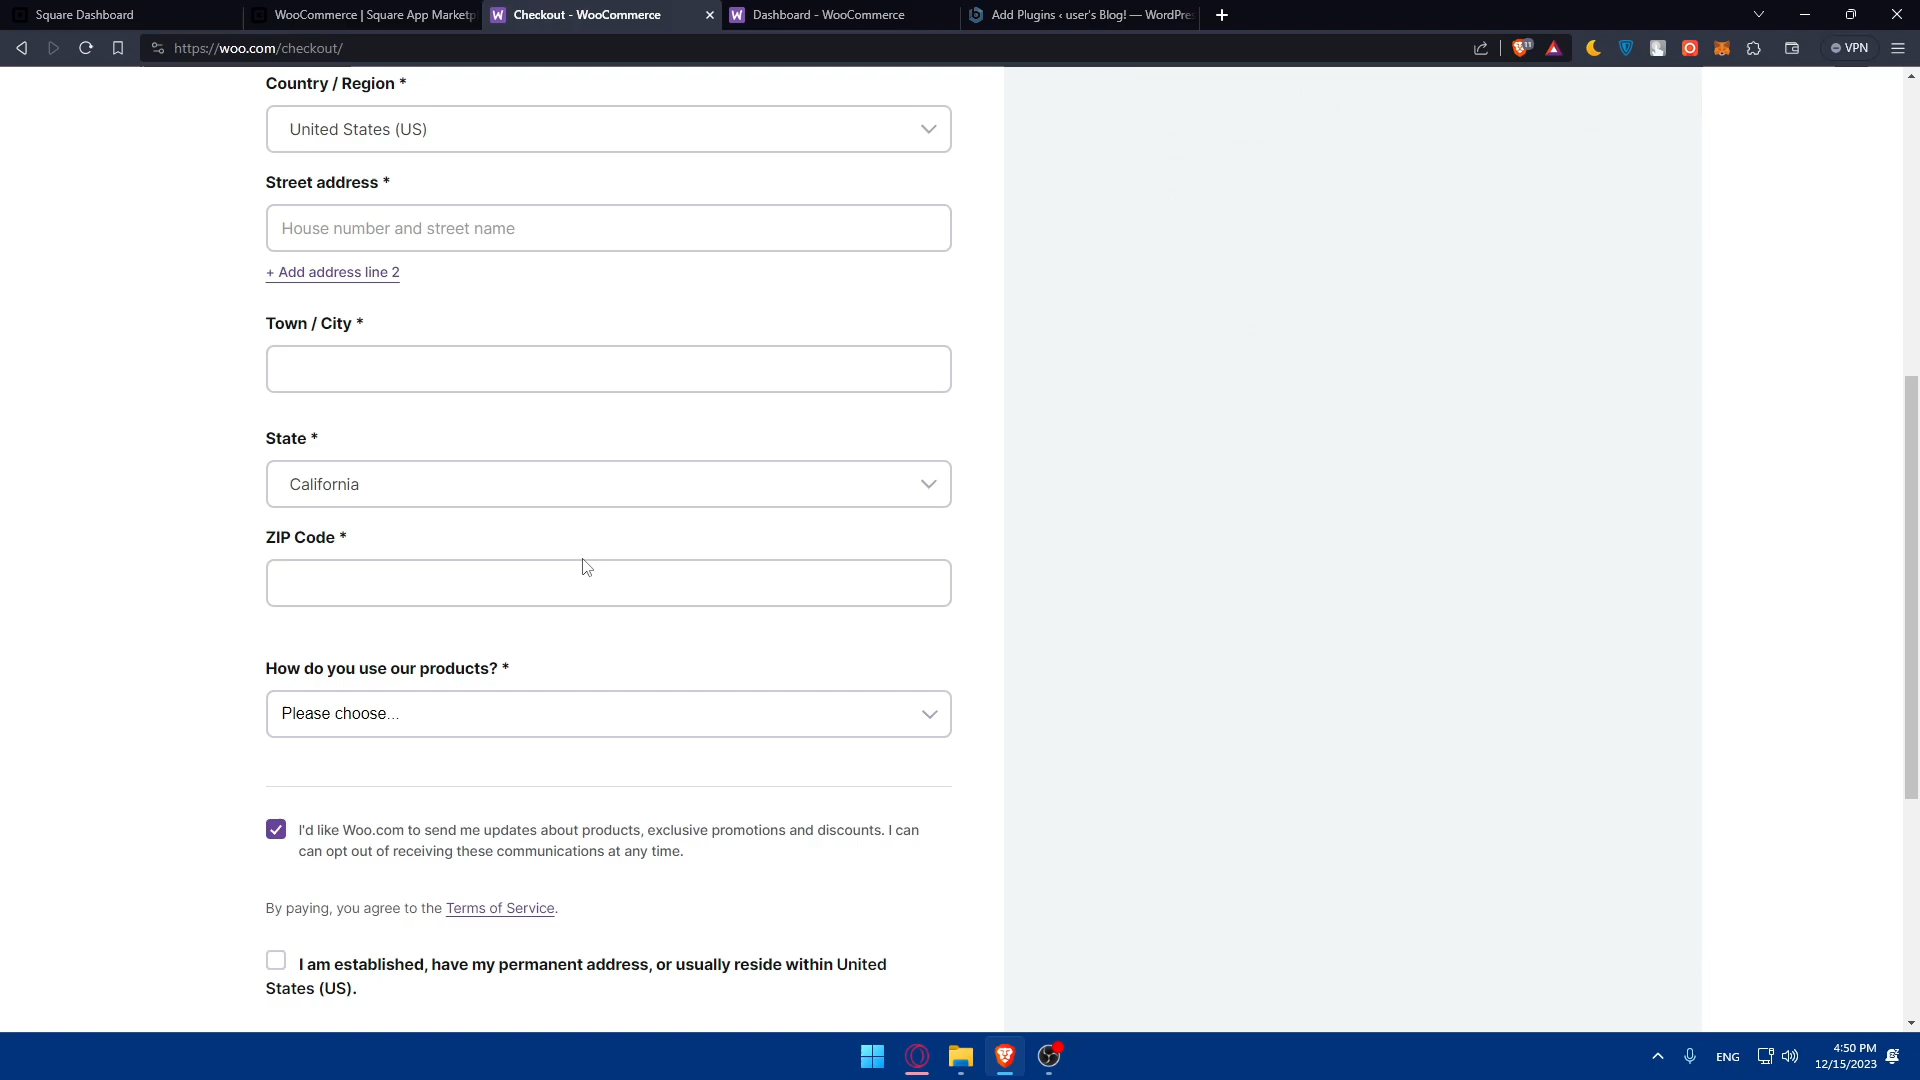 Square Dashboard
WooCommerce | Square App Marketp
Checkout - WooCommerce
Dashboard - WooCommerce
Add Plugins ‹ user's Blog! — WordPre
https://woo.com/checkout/
11
VPN
Country / Region *
United States (US)
Street address *
House number and street name
+ Add address line 2
Town / City *
State *
California
ZIP Code *
How do you use our products? *
Please choose...
I'd like Woo.com to send me updates about products, exclusive promotions and discounts. I can
can opt out of receiving these communications at any time.
By paying, you agree to the Terms of Service.
I am established, have my permanent address, or usually reside within United
States (US).
ENG
4:50 PM
12/15/2023